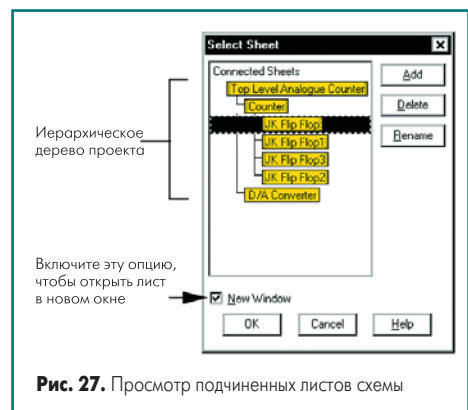 Select Sheet
Connected Sheets
Top Level Analogue Counter
Counter
JK Flip Flop
JK Flip Flop1
JK Flip Flop3
JK Flip Flop2
D/A Converter
Add
Delete
Rename
Иерархическое
дерево проекта
Включите эту опцию,
чтобы открыть лист
в новом окне
New Window
OK
Cancel
Help
Рис. 27. Просмотр подчиненных листов схемы